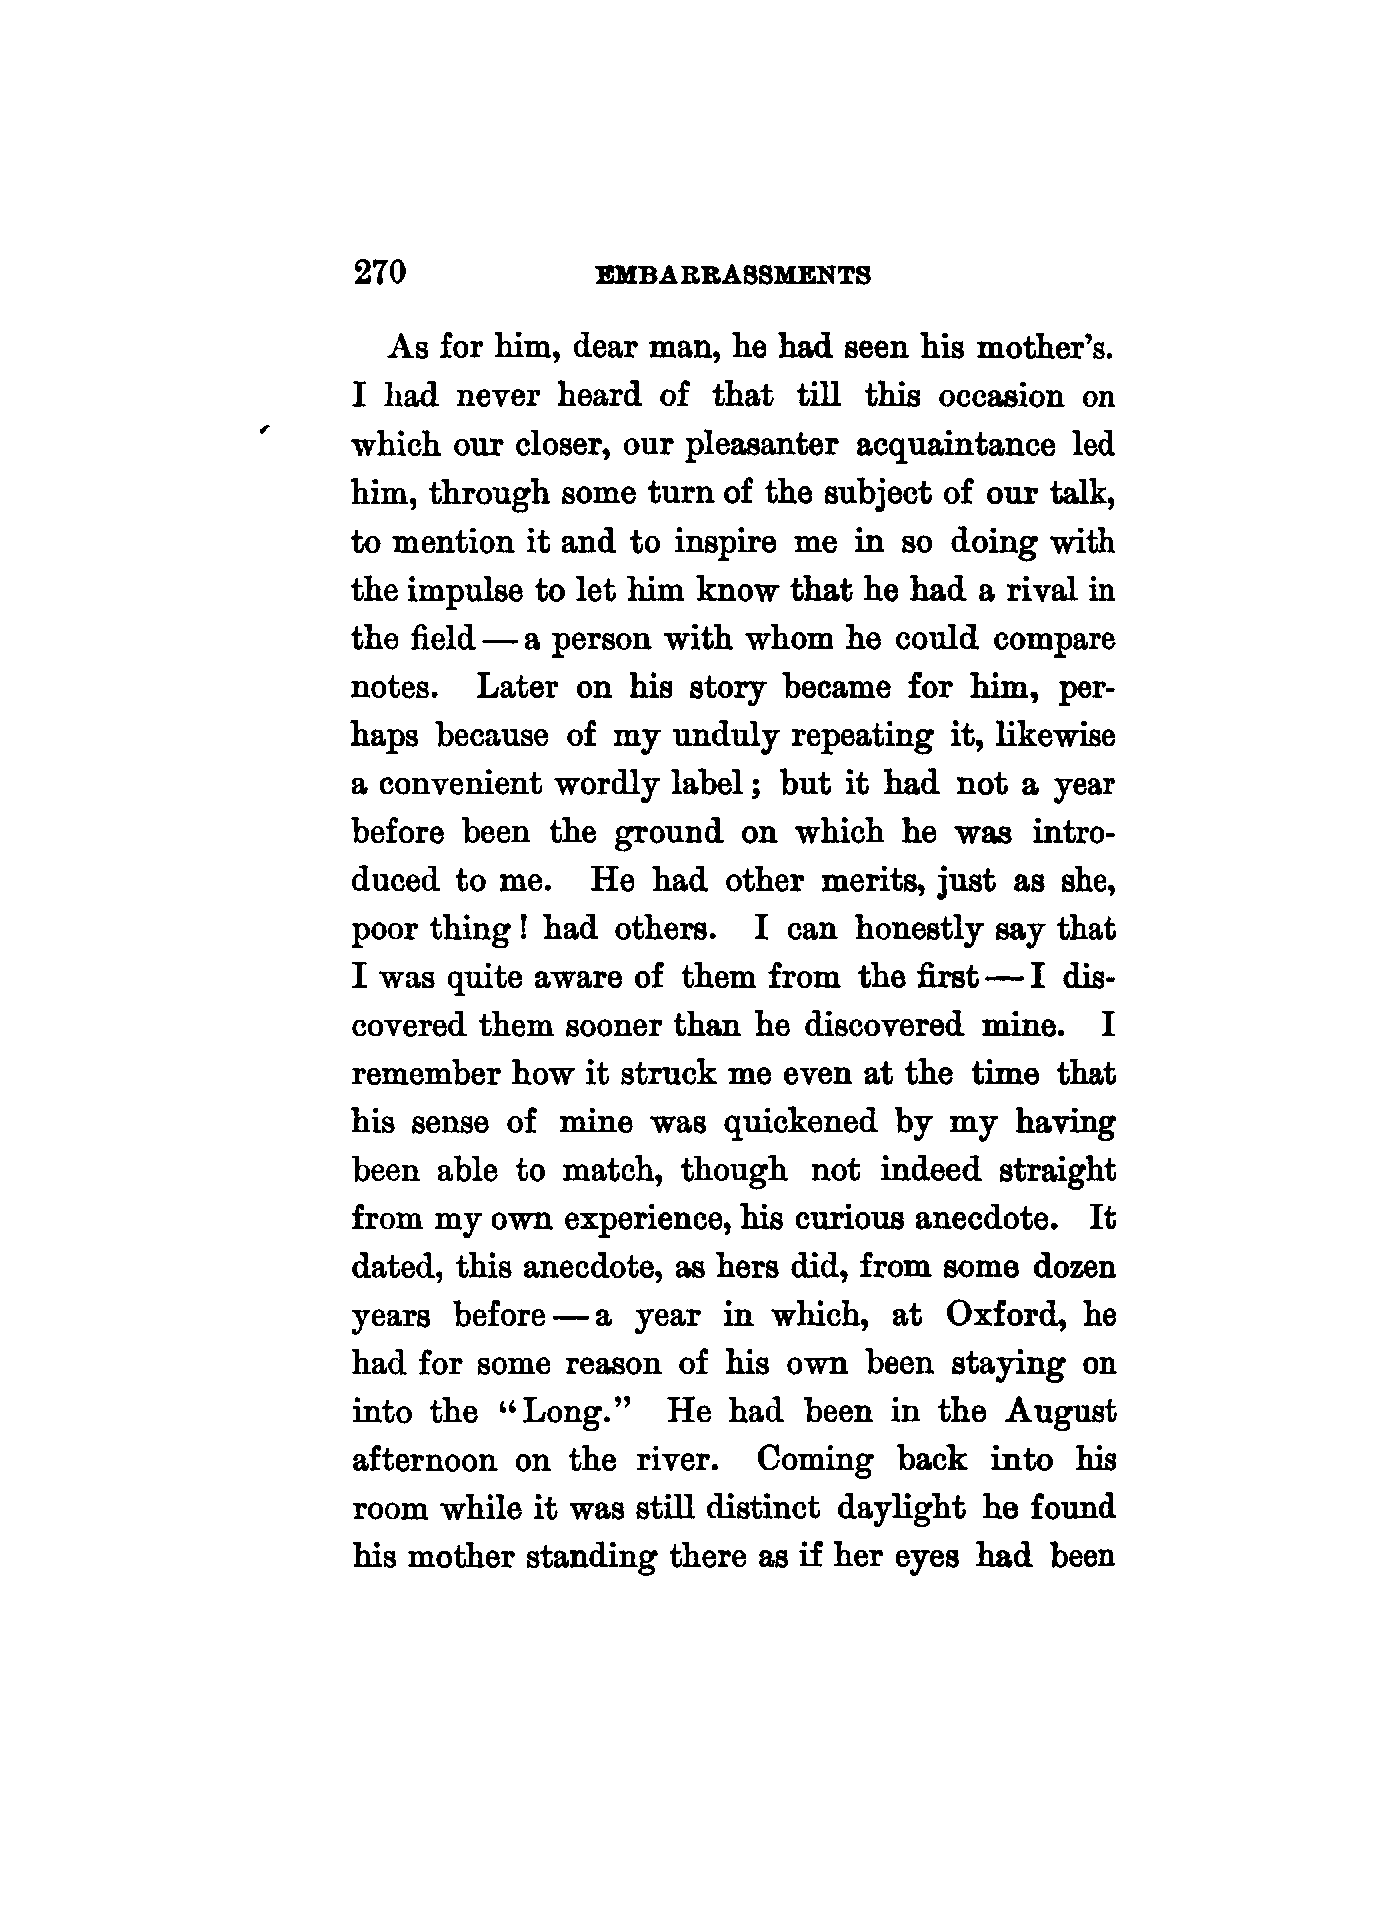 270 EMBARRASSMENTS
As for him, dear man, he had seen his mother's.
I had never heard of that till this occasion on
which our closer, our pleasanter acquaintance led
him, through some turn of the subject of our talk,
to mention it and to inspire me in so doing with
the impulse to let him know that he had a rival in
the field — a person with whom he could compare
notes. Later on his story became for him, per-
haps because of my unduly repeating it, likewise
a convenient wordly label; but it had not a year
before been the ground on which he was intro-
duced to me. He had other merits, just as she,
poor thing! had others. I can honestly say that
I was quite aware of them from the first — I dis-
covered them sooner than he discovered mine. I
remember how it struck me even at the time that
his sense of mine was quickened by my having
been able to match, though not indeed straight
from my own experience, his curious anecdote. It
dated, this anecdote, as hers did, from some dozen
years before — a year in which, at Oxford, he
had for some reason of his own been staying on
into the "Long." He had been in the August
afternoon on the river. Coming back into his
room while it was still distinct daylight he found
his mother standing there as if her eyes had been